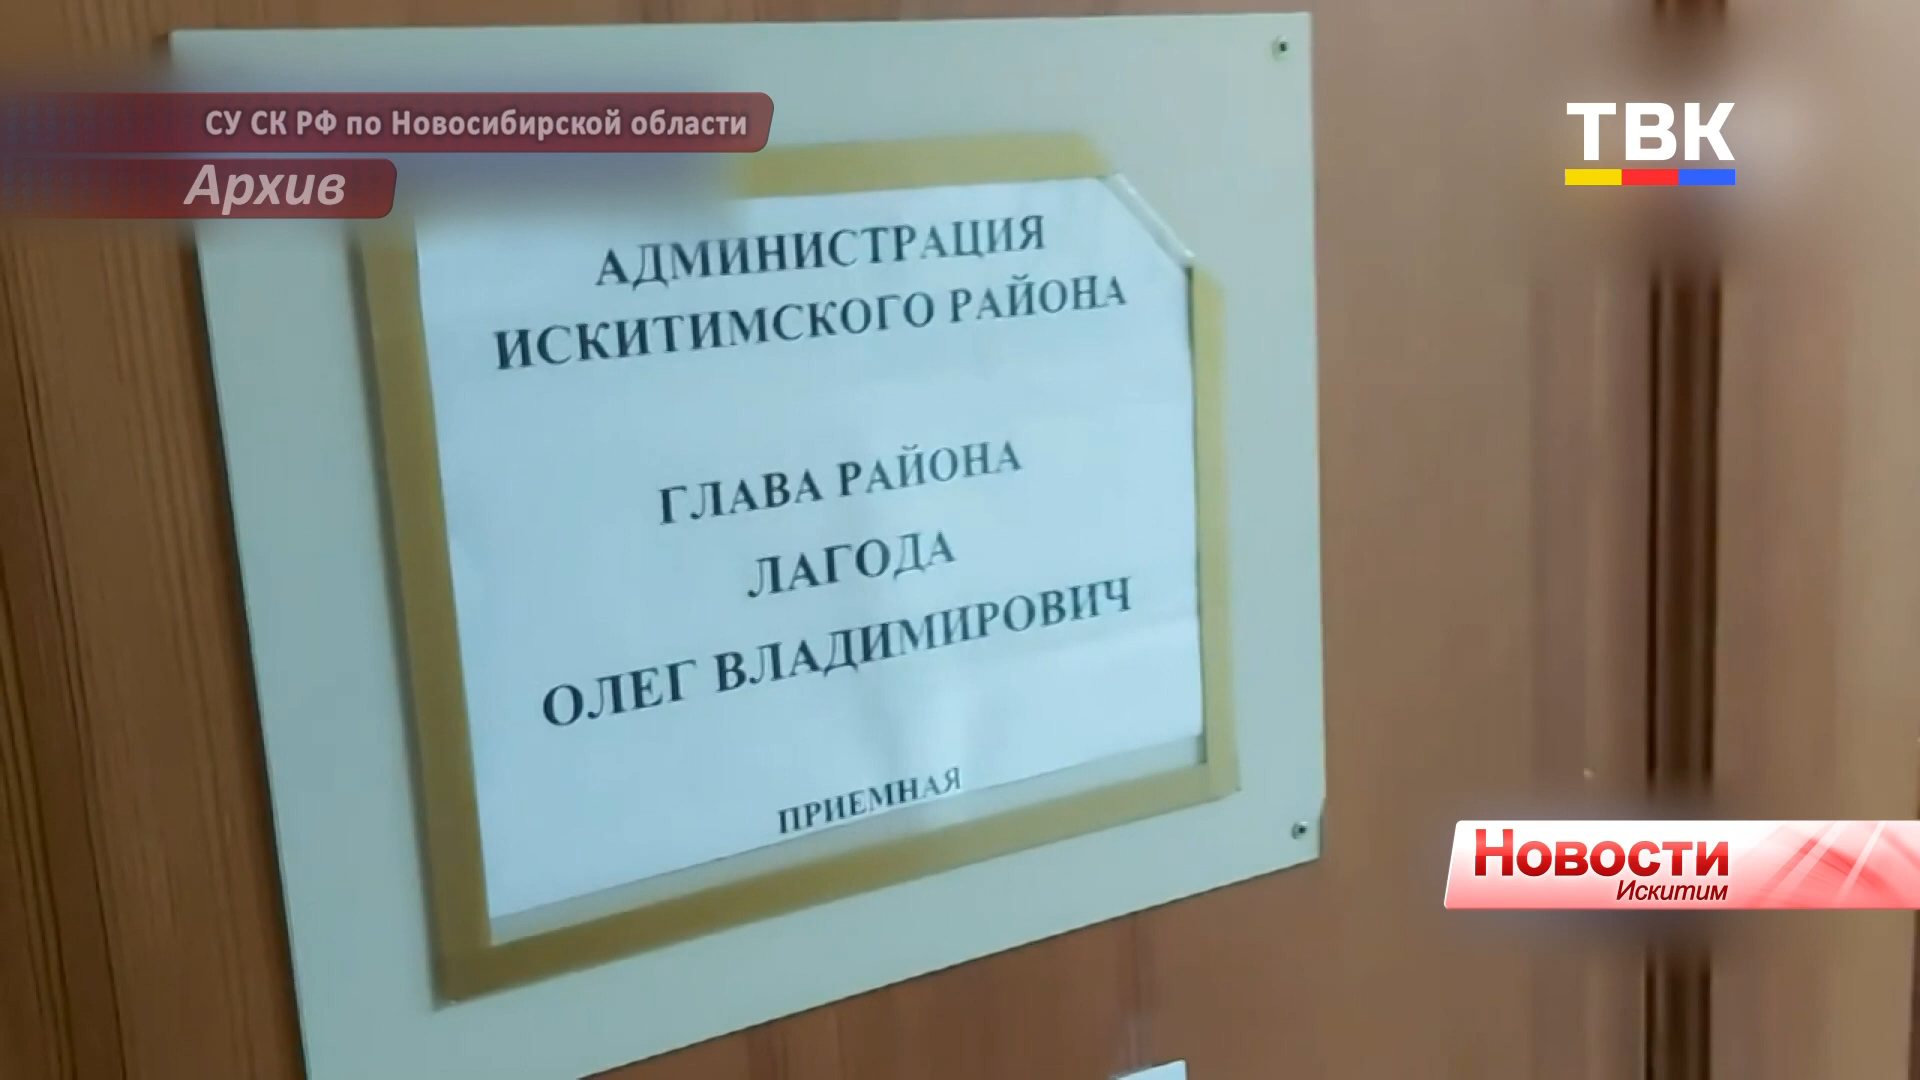 СУ СК РФ по Новосибирской области
Архив
ТВК
АДМИНИСТРАЦИЯ
ИСКИТИМСКОГО РАЙОНА
ГЛАВА РАЙОНА
ЛАГОДА
ОЛЕГ ВЛАДИМИРОВИЧ
ПРИЕМНАЯ
Новости
Искитим